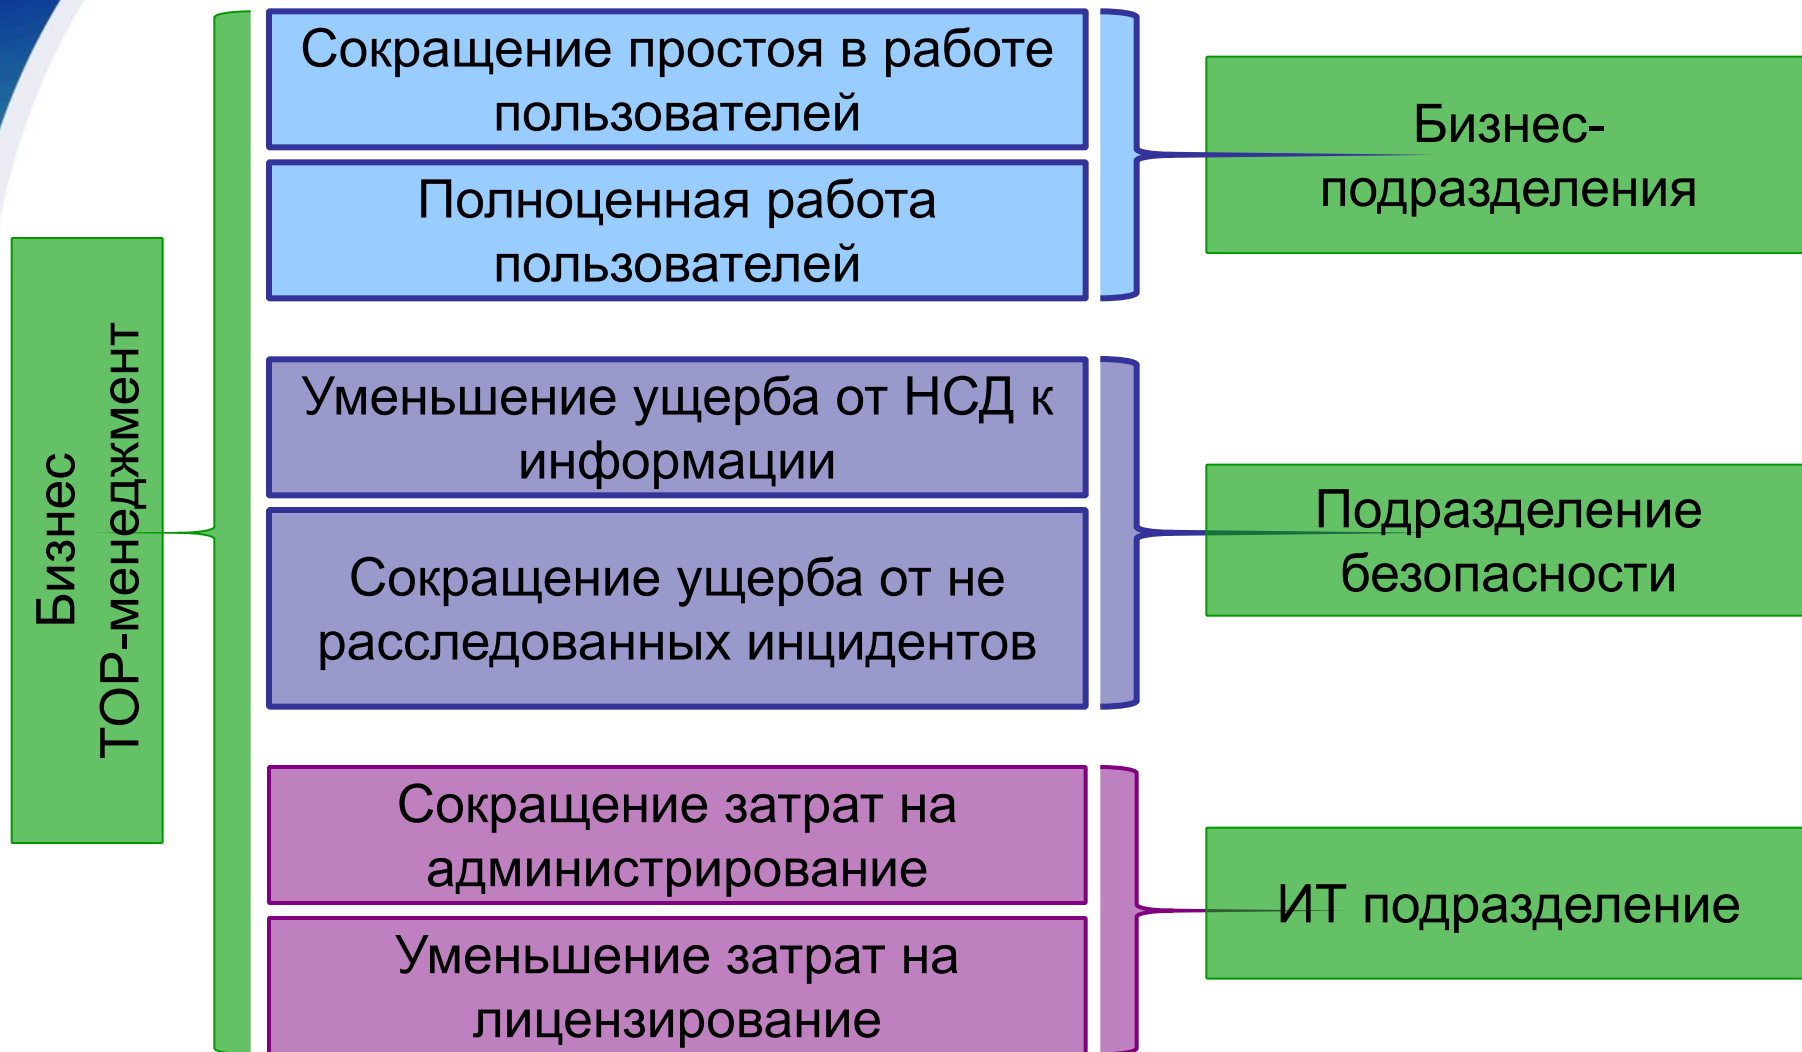 Бизнес
TOP-менеджмент
Сокращение простоя в работе
пользователей
Полноценная работа
пользователей
Бизнес-
подразделения
Уменьшение ущерба от НСД к
информации
Сокращение ущерба от не
расследованных инцидентов
Подразделение
безопасности
Сокращение затрат на
администрирование
Уменьшение затрат на
лицензирование
ИТ подразделение